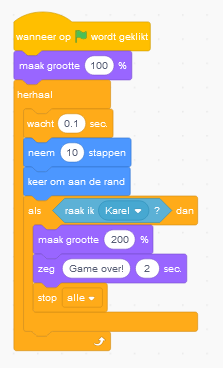 wanneer op wordt geklikt
maak grootte 100 %
herhaal
wacht 0.1 sec.
neem 10 stappen
keer om aan de rand
als raak ik Karel ? dan
maak grootte 200 %
zeg Game over! 2 sec.
stop alle